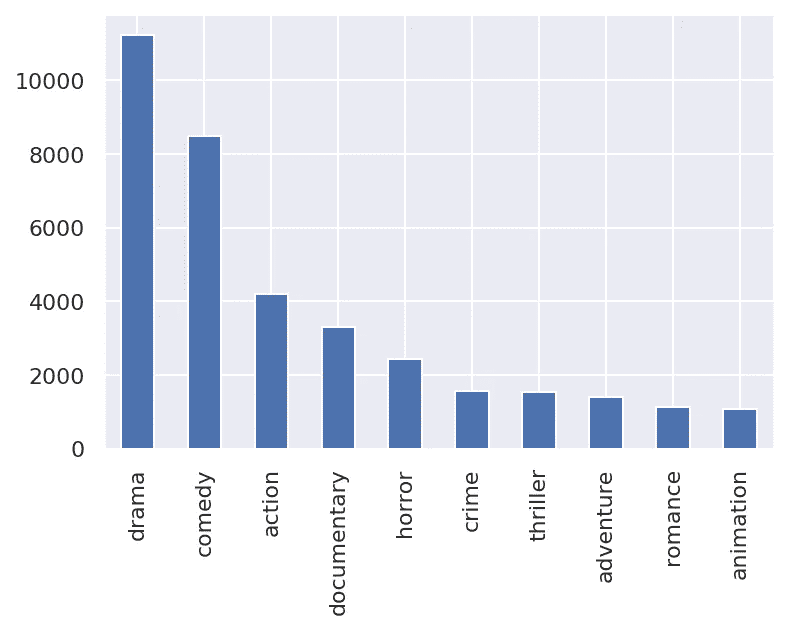 10000
8000
6000
4000
2000
0
drama
comedy
action
documentary
horror
crime
thriller
adventure
romance
animation